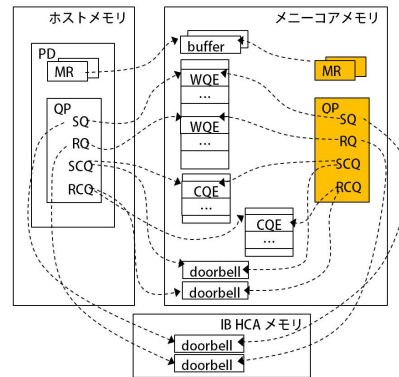 ホストメモリ
メニーコアメモリ
PD
MR
QP
SQ
RQ
SCQ
RCQ
buffer
WQE
...
WQE
...
CQE
...
CQE
...
doorbell
doorbell
MR
QP
SQ
RQ
SCQ
RCQ
IB HCA メモリ
doorbell
doorbell